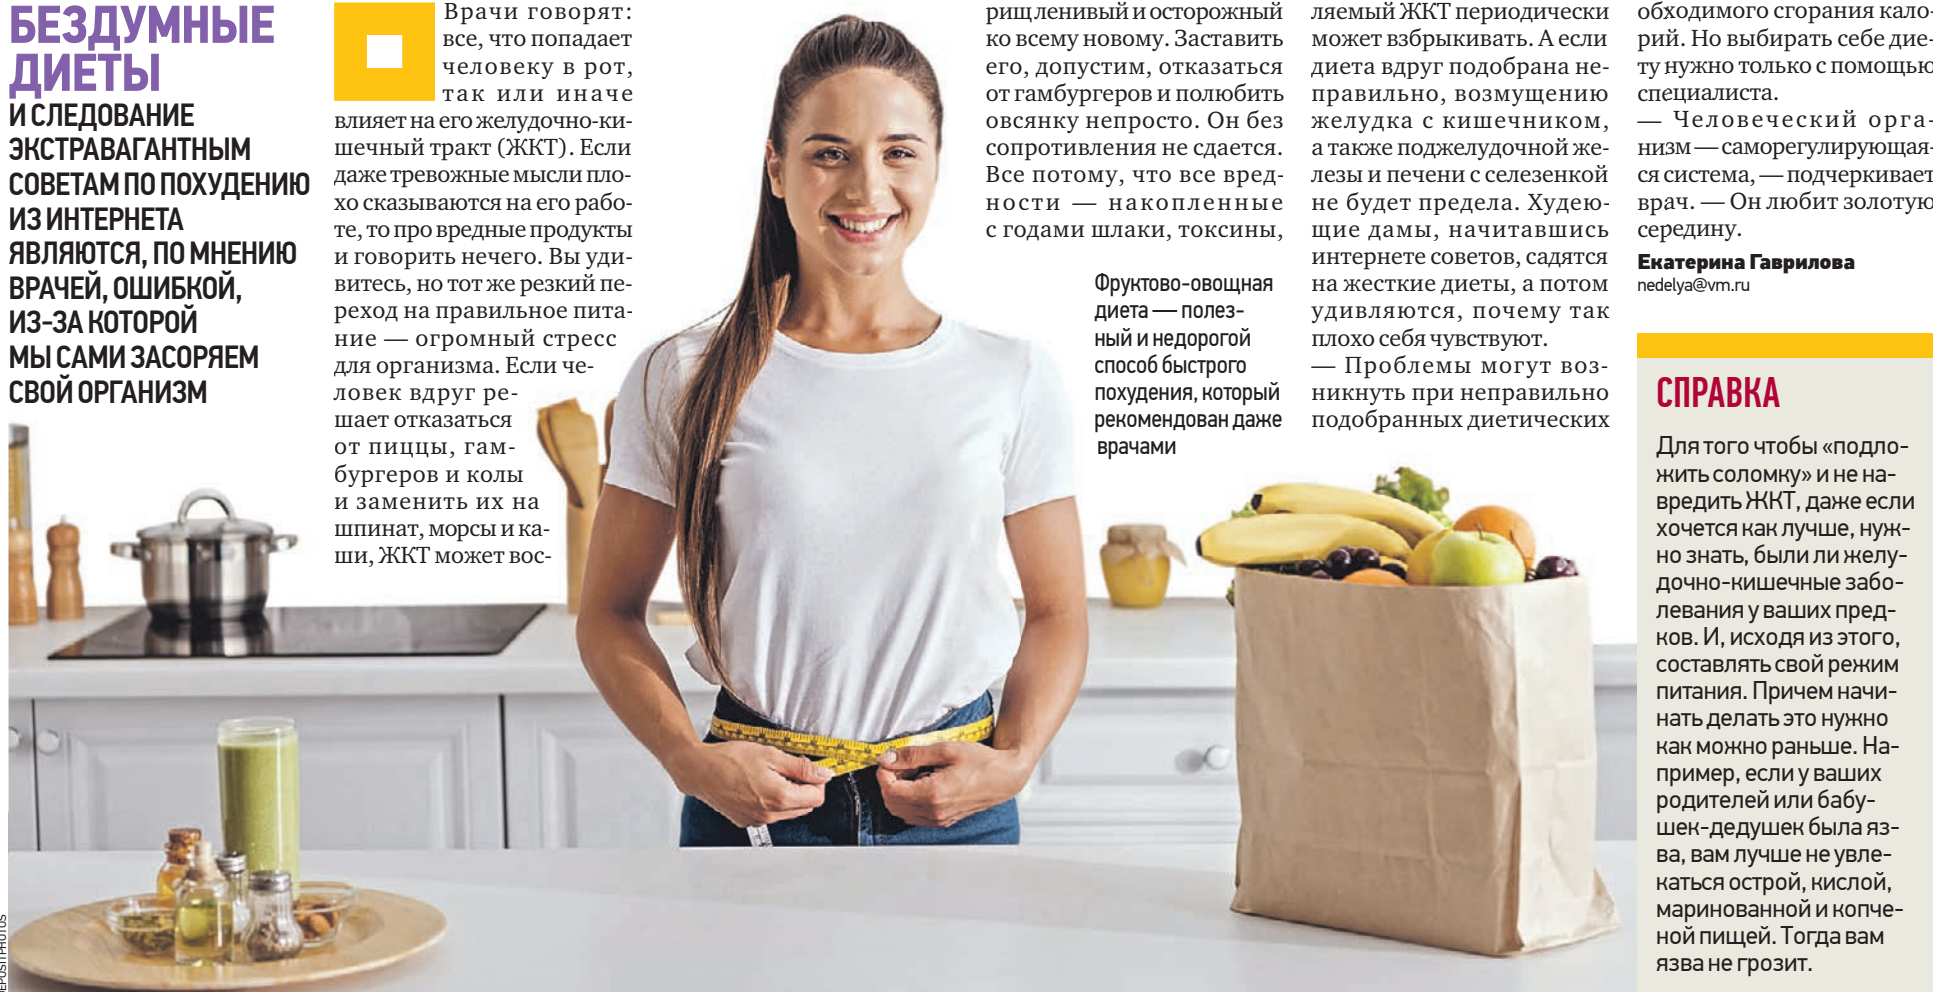 БЕЗДУМНЫЕ
ДИЕТЫ
И СЛЕДОВАНИЕ
ЭКСТРАВАГАНТНЫМ
СОВЕТАМ ПО ПОХУДЕНИЮ
ИЗ ИНТЕРНЕТА
ЯВЛЯЮТСЯ, ПО МНЕНИЮ
ВРАЧЕЙ, ОШИБКОЙ,
ИЗ-ЗА КОТОРОЙ
МЫ САМИ ЗАСОРЯЕМ
СВОЙ ОРГАНИЗМ
Врачи говорят:
все, что попадает
человеку в рот,
так или иначе
влияет на его желудочно-ки-
шечный тракт (ЖКТ). Если
даже тревожные мысли пло-
хо сказываются на его рабо-
те, то про вредные продукты
и говорить нечего. Вы уди-
витесь, но тот же резкий пе-
реход на правильное пита-
ние — огромный стресс
для организма. Если че-
ловек вдруг ре-
шает отказаться
от пиццы, гам-
бургеров и колы
и заменить их на
шпинат, морсы и ка-
ши, ЖКТ может вос-
рищ ленивый и осторожный
ко всему новому. Заставить
его, допустим, отказаться
от гамбургеров и полюбить
овсянку непросто. Он без
сопротивления не сдается.
Все потому, что все вред-
ности — накопленные
с годами шлаки, токсины,
Фруктово-овощная
диета — полез-
ный и недорогой
способ быстрого
похудения, который
рекомендован даже
врачами
ляемый ЖКТ периодически
может взбрыкивать. А если
диета вдруг подобрана не-
правильно, возмущению
желудка с кишечником,
а также поджелудочной же-
лезы и печени с селезенкой
не будет предела. Худею-
щие дамы, начитавшись
интернете советов, садятся
на жесткие диеты, а потом
удивляются, почему так
плохо себя чувствуют.
— Проблемы могут воз-
никнуть при неправильно
подобранных диетических
обходимого сгорания кало-
рий. Но выбирать себе дие-
ту нужно только с помощью
специалиста.
— Человеческий орга-
низм — саморегулирующая-
ся система, — подчеркивает
врач. — Он любит золотую
середину.
Екатерина Гаврилова
nedelya@vm.ru
СПРАВКА
Для того чтобы «подло-
жить соломку» и не на-
вредить ЖКТ, даже если
хочется как лучше, нуж-
но знать, были ли желу-
дочно-кишечные забо-
левания у ваших пред-
ков. И, исходя из этого,
составлять свой режим
питания. Причем начи-
нать делать это нужно
как можно раньше. На-
пример, если у ваших
родителей или бабу-
шек-дедушек была яз-
ва, вам лучше не увле-
каться острой, кислой,
маринованной и копче-
ной пищей. Тогда вам
язва не грозит.